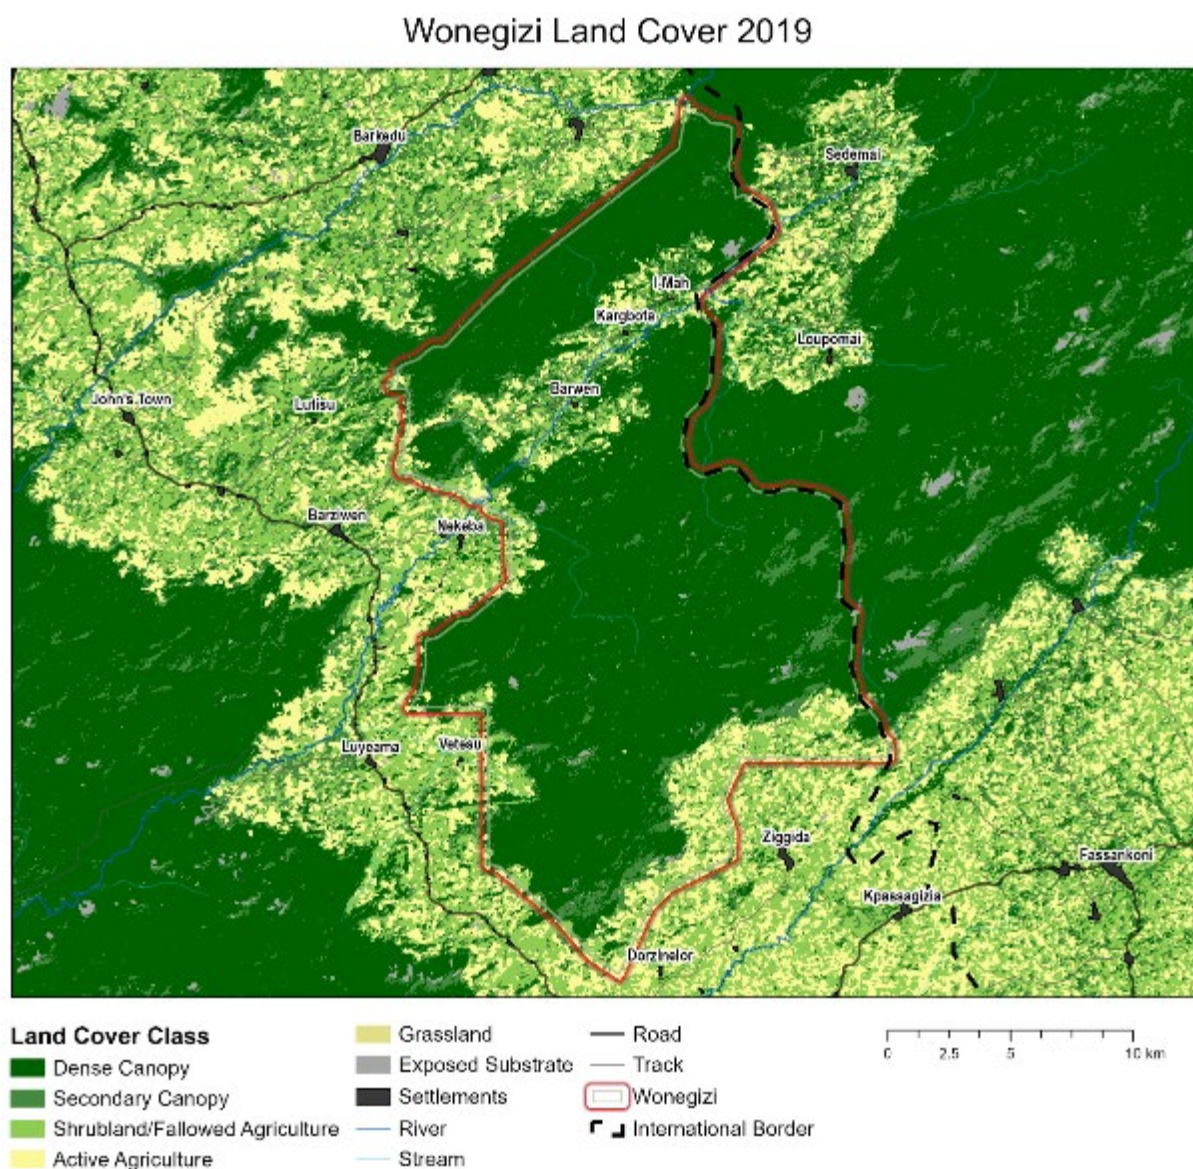 Wonegizi Land Cover 2019
Barkedu
Sedemai
I-Mah
Kargbota
Loupomai
Barwen
John's Town
Lutisu
Barziwen
Nekeba
Luyeama
Vetesu
Ziggida
Fassankoni
Kpassagizia
Dorzinelor
Land Cover Class
Dense Canopy
Secondary Canopy
Shrubland/Fallowed Agriculture
Active Agriculture
Grassland
Exposed Substrate
Settlements
River
Stream
Road
Track
Wonegizi
International Border
0 2.5 5 10 km